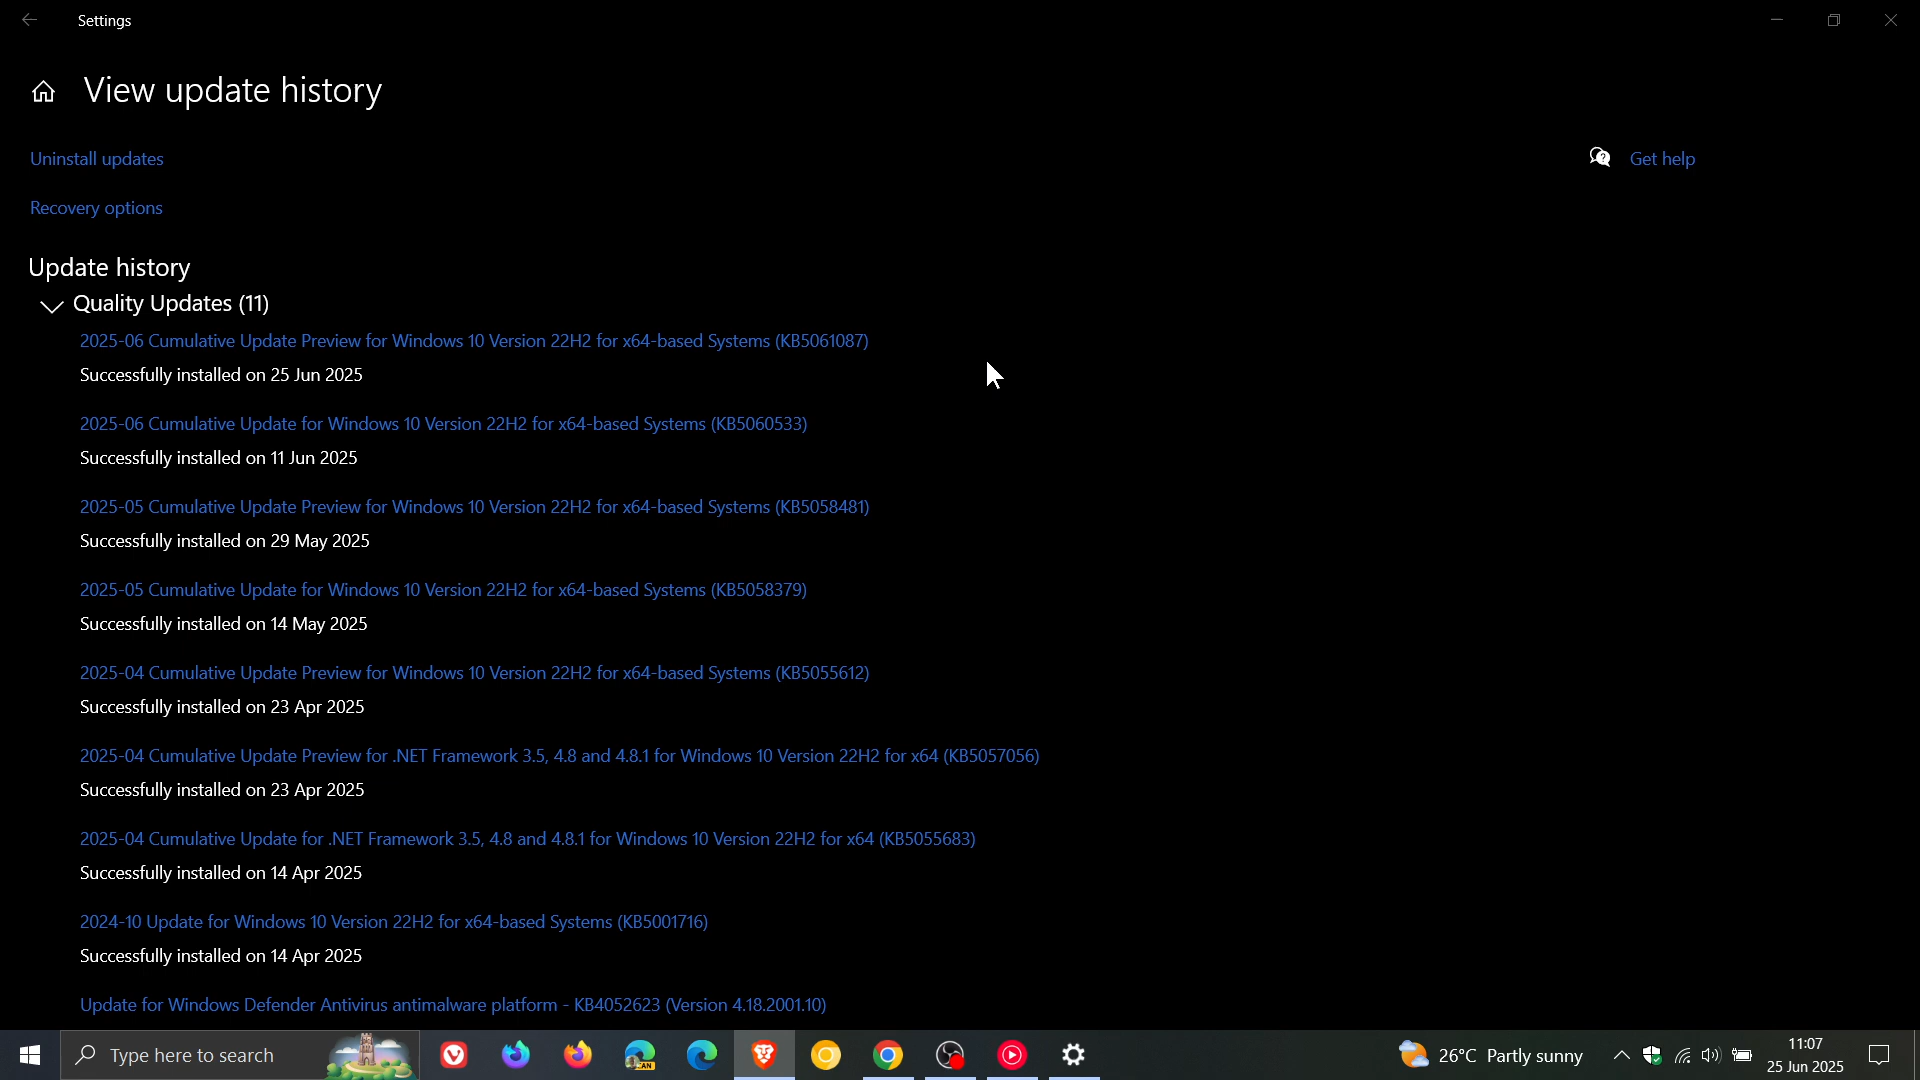 Settings
View update history
Uninstall updates
Get help
Recovery options
Update history
Quality Updates (11)
2025-06 Cumulative Update Preview for Windows 10 Version 22H2 for x64-based Systems (KB5061087)
Successfully installed on 25 Jun 2025
2025-06 Cumulative Update for Windows 10 Version 22H2 for x64-based Systems (KB5060533)
Successfully installed on 11 Jun 2025
2025-05 Cumulative Update Preview for Windows 10 Version 22H2 for x64-based Systems (KB5058481)
Successfully installed on 29 May 2025
2025-05 Cumulative Update for Windows 10 Version 22H2 for x64-based Systems (KB5058379)
Successfully installed on 14 May 2025
2025-04 Cumulative Update Preview for Windows 10 Version 22H2 for x64-based Systems (KB5055612)
Successfully installed on 23 Apr 2025
2025-04 Cumulative Update Preview for .NET Framework 3.5, 4.8 and 4.8.1 for Windows 10 Version 22H2 for x64 (KB5057056)
Successfully installed on 23 Apr 2025
2025-04 Cumulative Update for .NET Framework 3.5, 4.8 and 4.8.1 for Windows 10 Version 22H2 for x64 (KB5055683)
Successfully installed on 14 Apr 2025
2024-10 Update for Windows 10 Version 22H2 for x64-based Systems (KB5001716)
Successfully installed on 14 Apr 2025
Update for Windows Defender Antivirus antimalware platform - KB4052623 (Version 4.18.2001.10)
Type here to search
CAN
26°C Partly sunny
11:07
25 Jun 2025